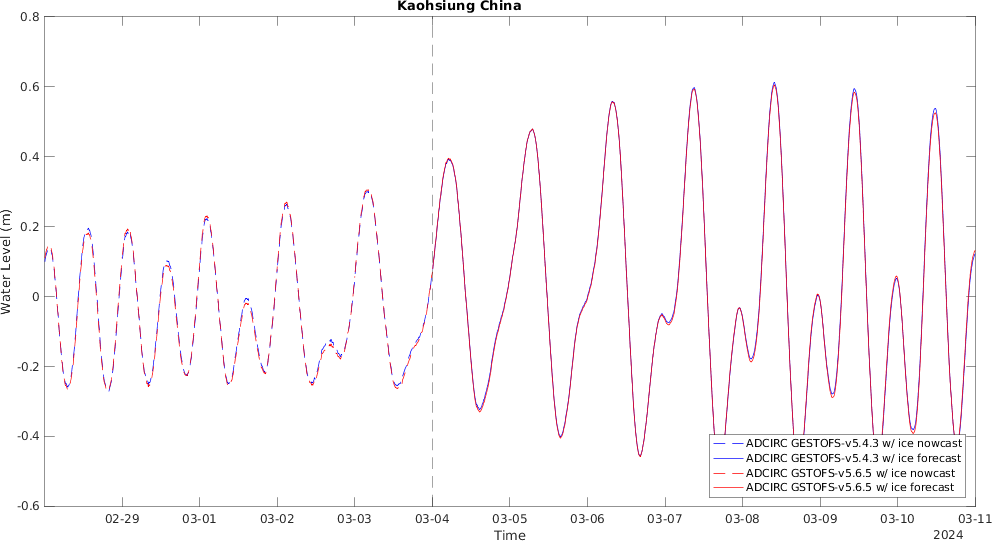 Kaohsiung China
0.8
0.6
0.4
0.2
0
-0.2
-0.4
-0.6
Water Level (m)
ADCIRC GESTOFS-v5.4.3 w/ ice nowcast
ADCIRC GESTOFS-v5.4.3 w/ ice forecast
ADCIRC GSTOFS-v5.6.5 w/ ice nowcast
ADCIRC GSTOFS-v5.6.5 w/ ice forecast
02-29 03-01 03-02 03-03 03-04 03-05 03-06 03-07 03-08 03-09 03-10 03-11
Time
2024